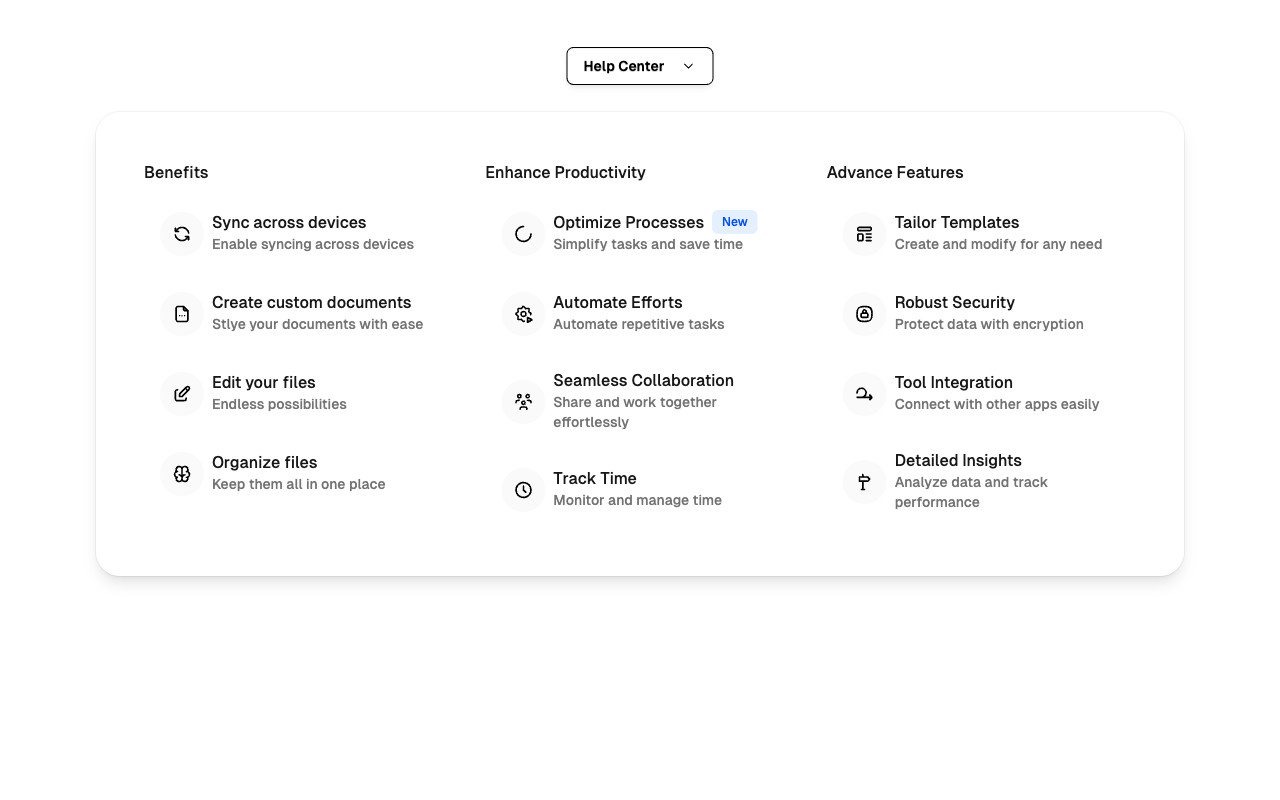 Help Center
Benefits
Sync across devices
Enable syncing across devices
Create custom documents
Stlye your documents with ease
Edit your files
Endless possibilities
Organize files
Keep them all in one place
Enhance Productivity
Optimize Processes New
Simplify tasks and save time
Automate Efforts
Automate repetitive tasks
Seamless Collaboration
Share and work together
effortlessly
Track Time
Monitor and manage time
Advance Features
Tailor Templates
Create and modify for any need
Robust Security
Protect data with encryption
Tool Integration
Connect with other apps easily
Detailed Insights
Analyze data and track
performance